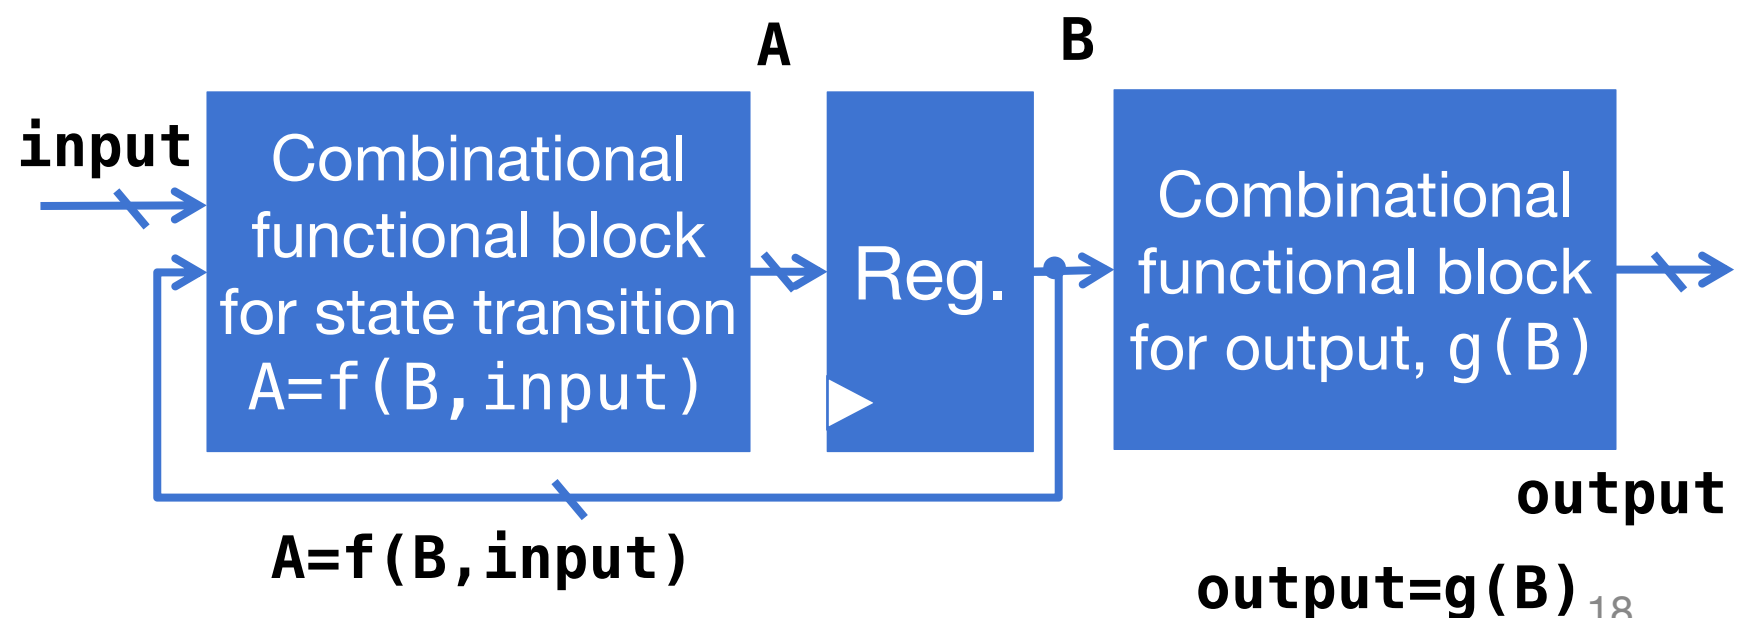 A
B
input
Combinational
functional block
for state transition
A=f(B,input)
Reg.
Combinational
functional block
for output, g(B)
output
A=f(B,input)
output=g(B)
18